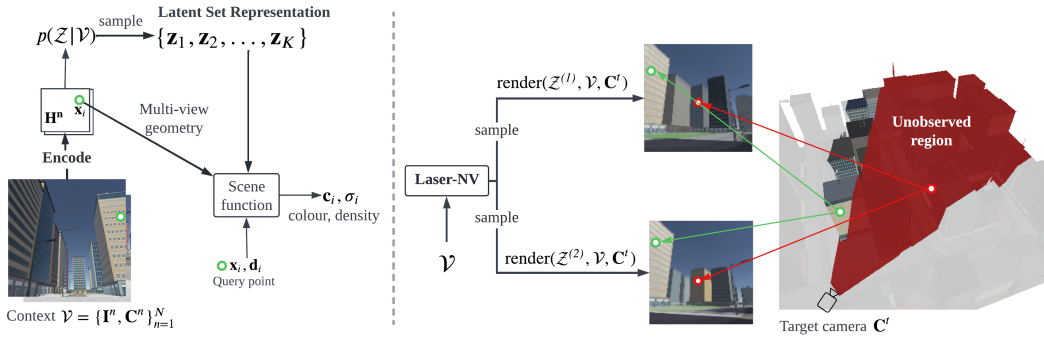 Latent Set Representation
p(𝒵|𝒱)
sample
{z₁, z₂, . . . , z_K}
Hⁿ
xᵢ
Multi-view
geometry
Encode
Scene
function
cᵢ, σᵢ
colour, density
xᵢ, dᵢ
Query point
Context 𝒱 = {Iⁿ, Cⁿ}ᴺₙ₌₁
render(𝒵⁽¹⁾, 𝒱, Cᵗ)
sample
Laser-NV
sample
𝒱
render(𝒵⁽²⁾, 𝒱, Cᵗ)
Unobserved
region
Target camera Cᵗ